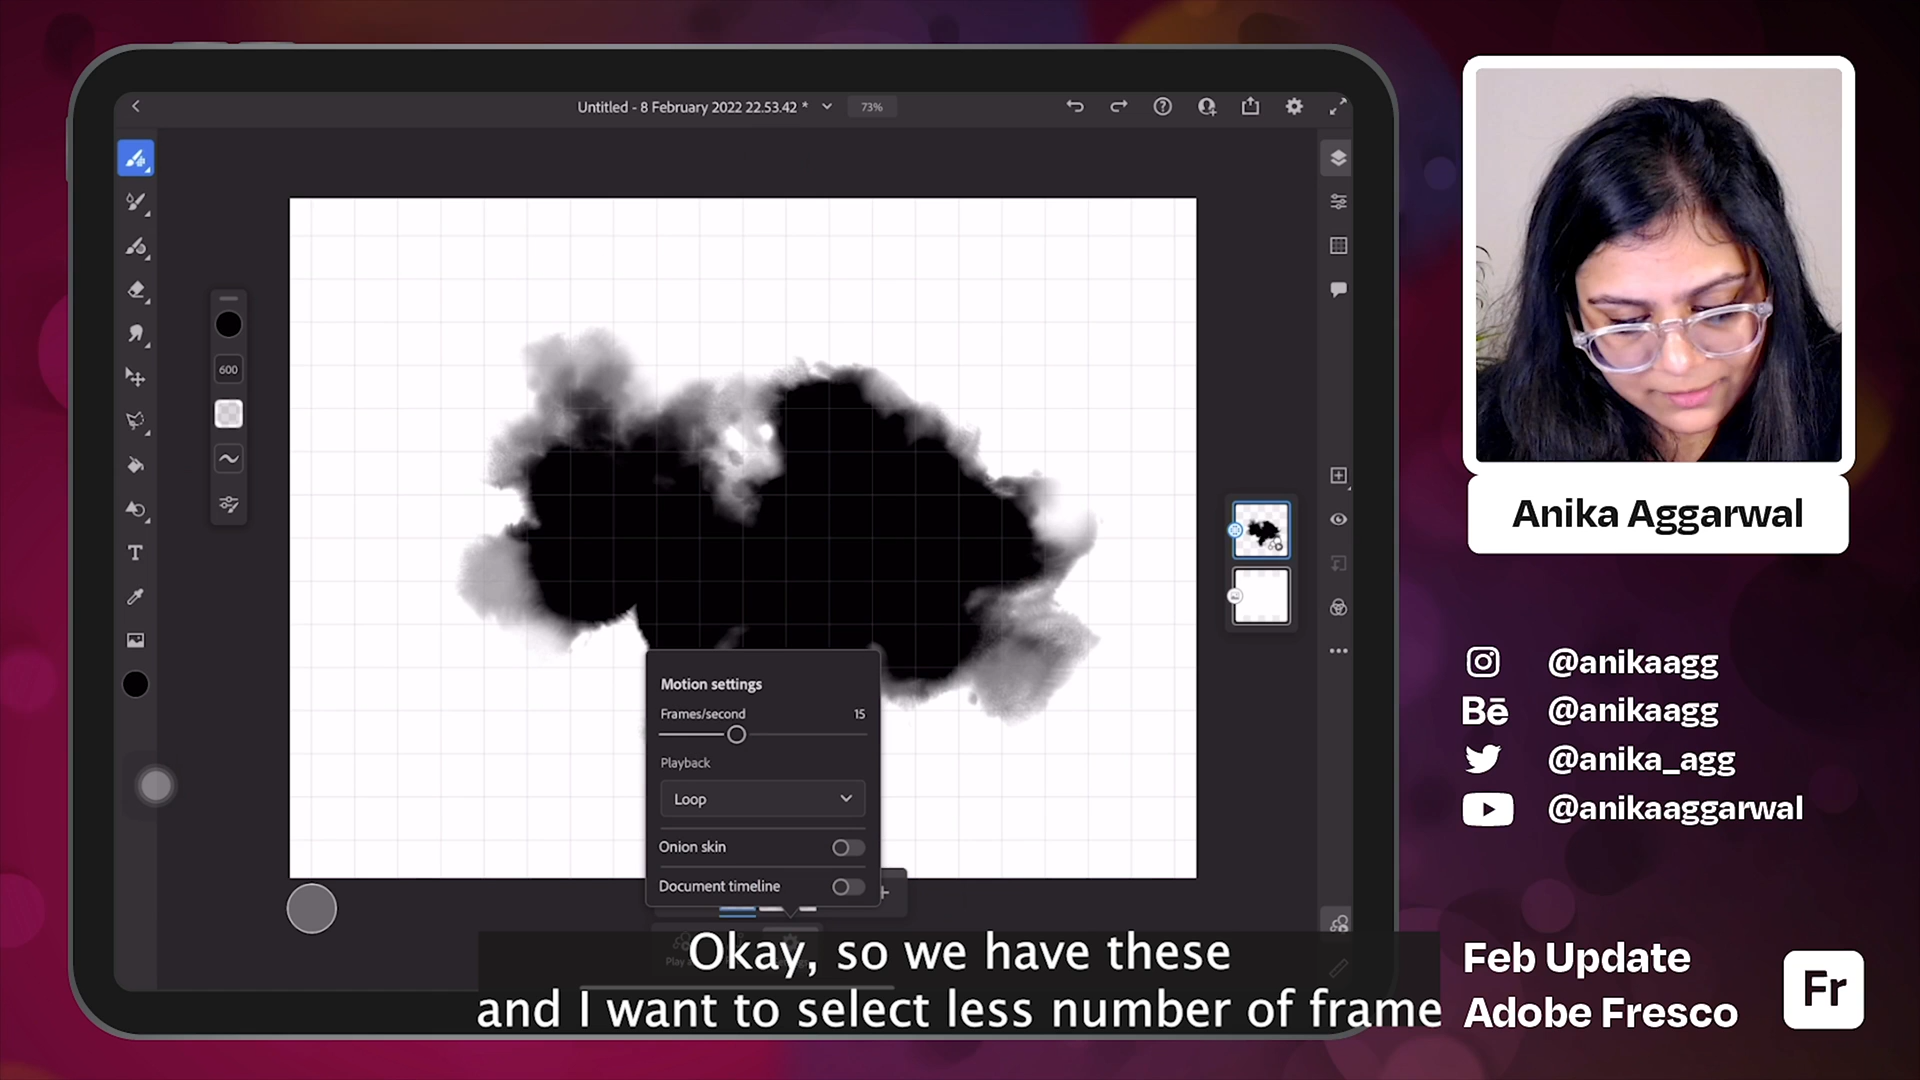 Untitled - 8 February 2022 22.53.42 *
73%
600
T
Motion settings
Frames/second 15
Playback
Loop
Onion skin
Document timeline
Okay, so we have these
and I want to select less number of frame
Anika Aggarwal
@anikaagg
Bē @anikaagg
@anika_agg
@anikaaggarwal
Feb Update
Adobe Fresco
Fr